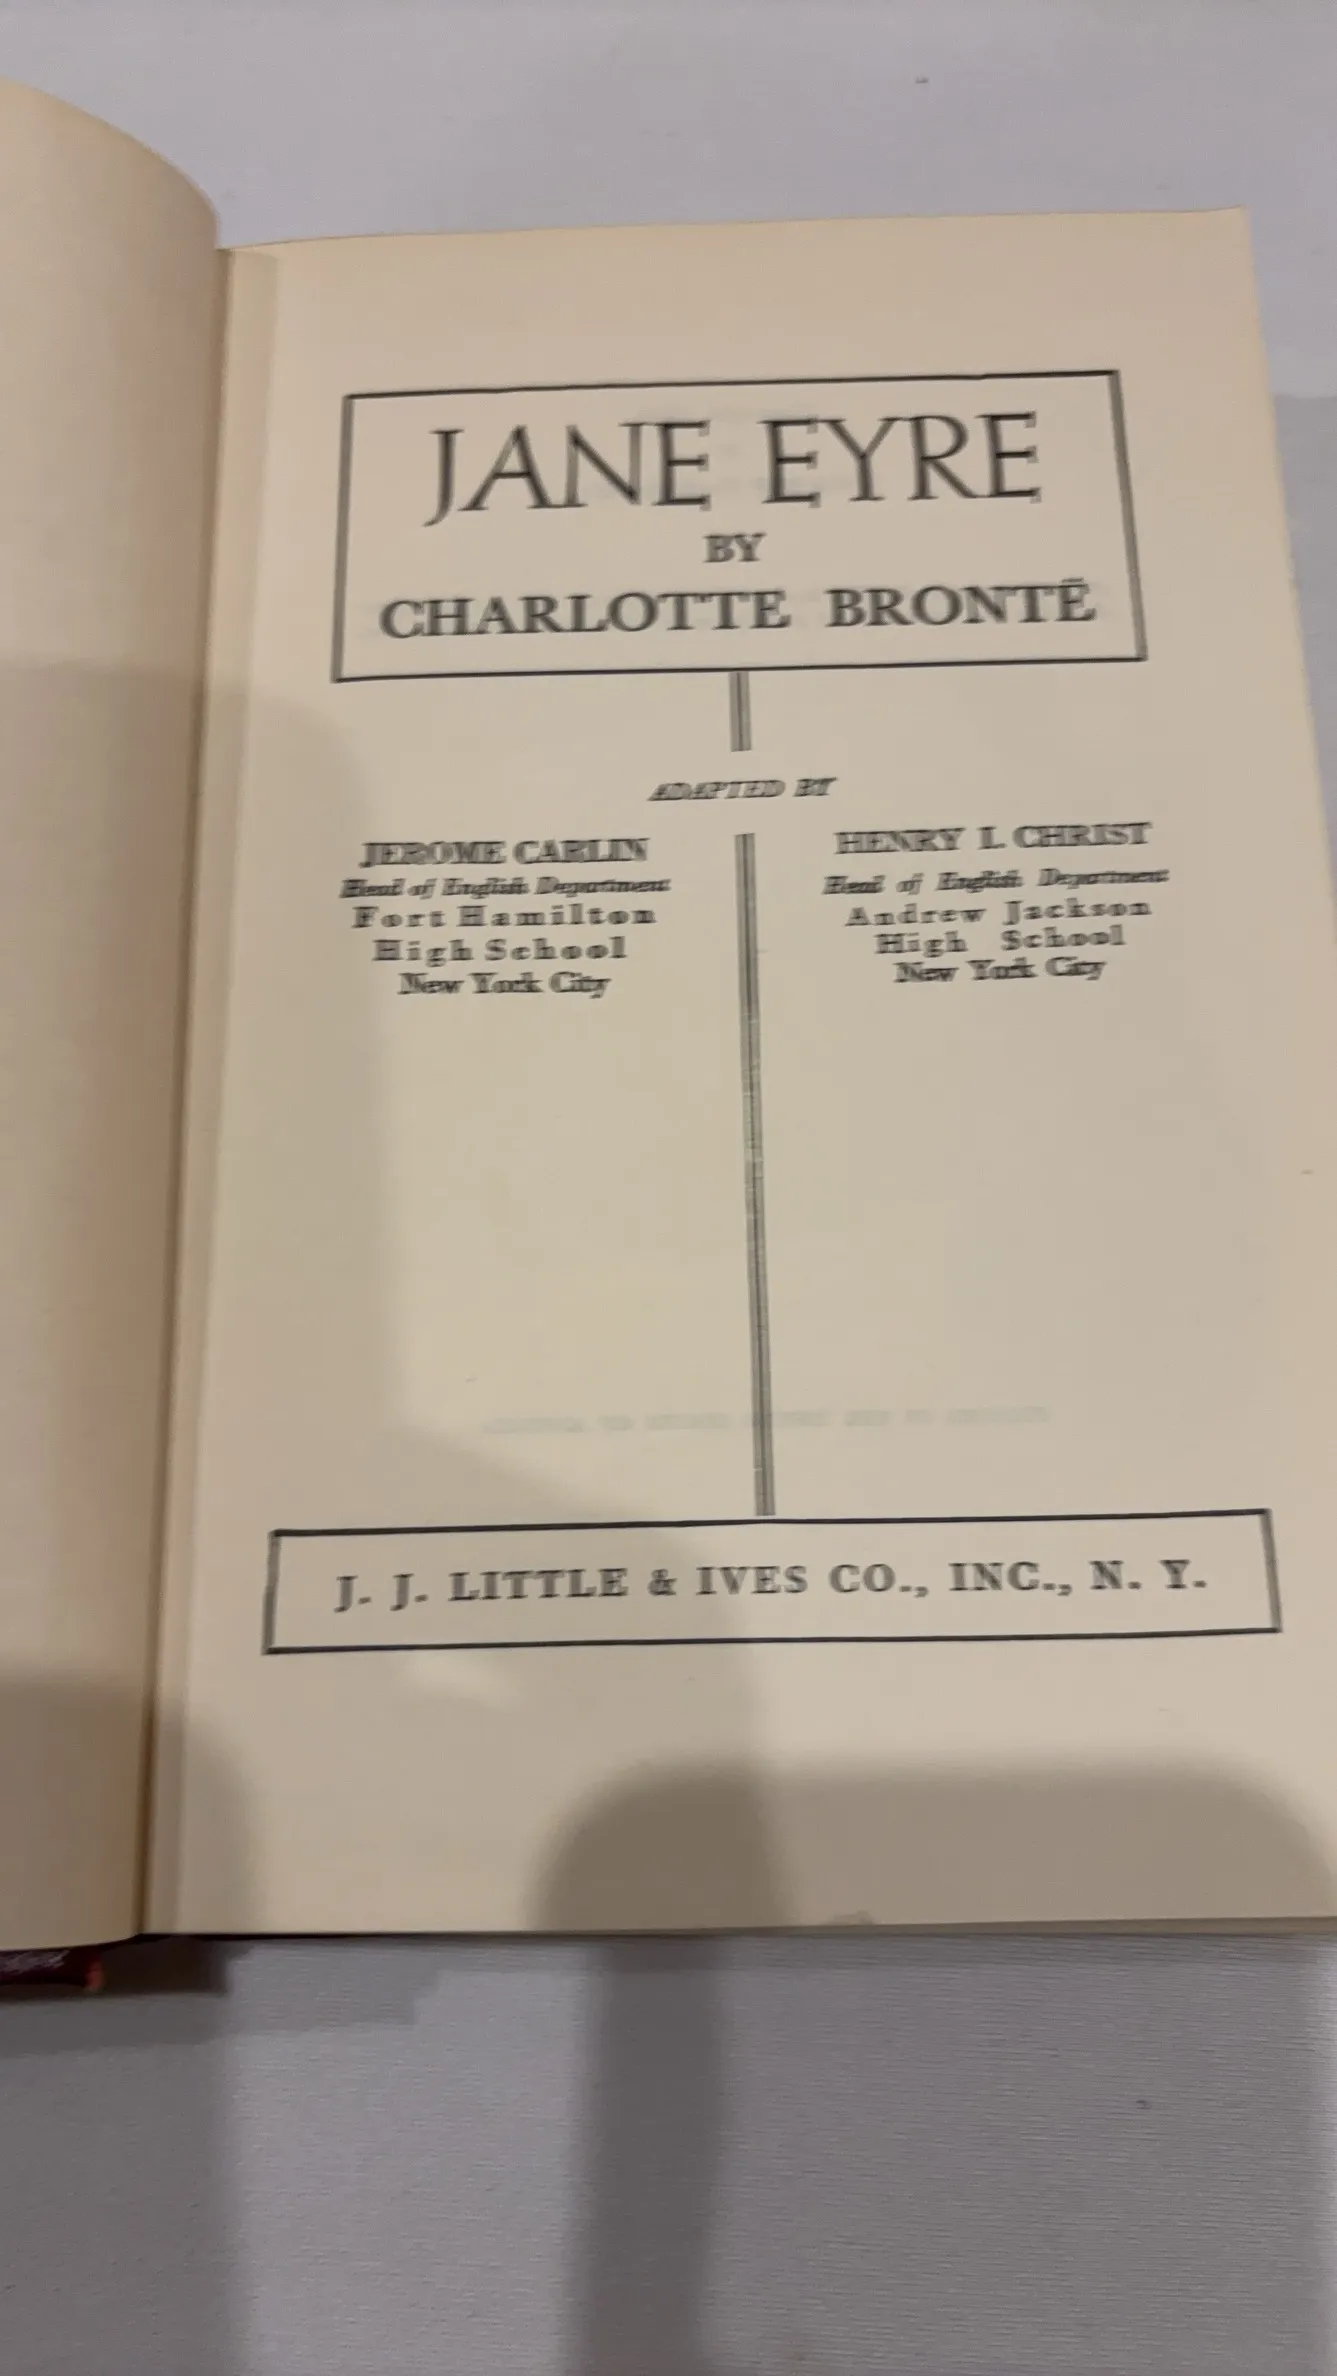 JANE EYRE
BY
CHARLOTTE BRONTË
ADAPTED BY
JEROME CARLIN
Head of English Department
Fort Hamilton
High School
New York City
HENRY I. CHRIST
Head of English Department
Andrew Jackson
High School
New York City
J. J. LITTLE & IVES CO., INC., N. Y.